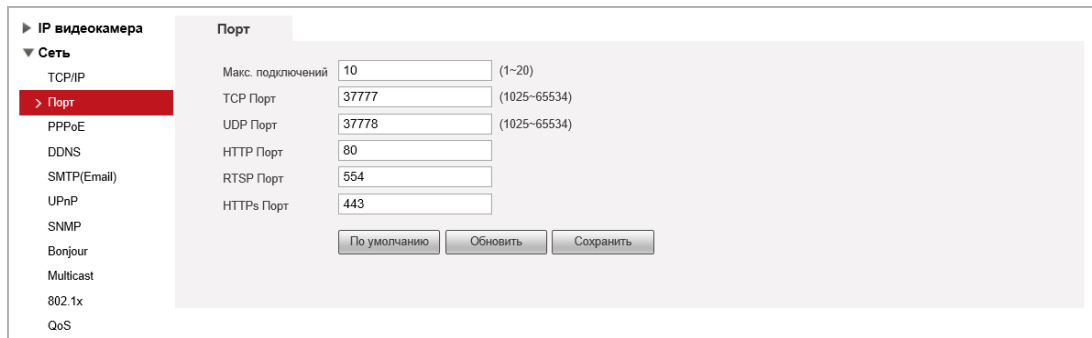 IP видеокамера
Сеть
TCP/IP
Порт
PPPoE
DDNS
SMTP(Email)
UPnP
SNMP
Bonjour
Multicast
802.1x
QoS
Порт
Макс. подключений 10 (1~20)
TCP Порт 37777 (1025~65534)
UDP Порт 37778 (1025~65534)
HTTP Порт 80
RTSP Порт 554
HTTPs Порт 443
По умолчанию Обновить Сохранить